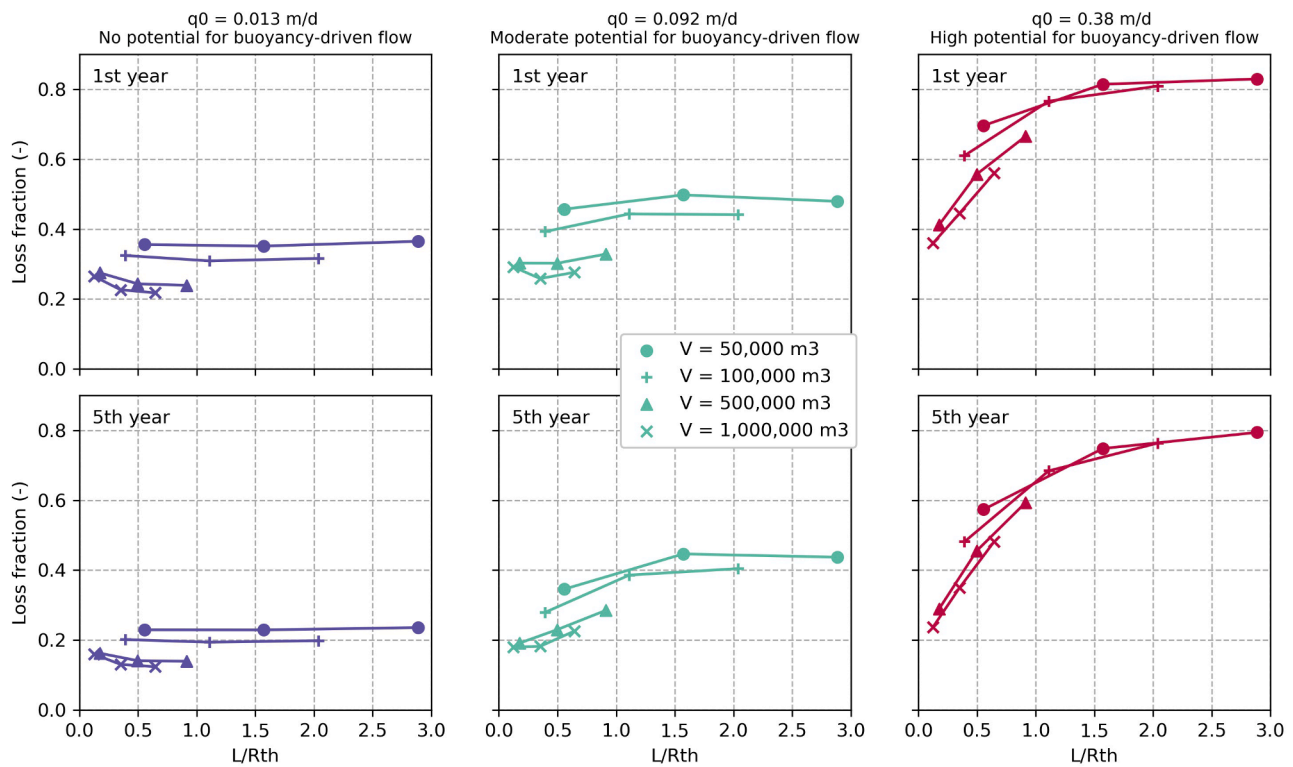 q0 = 0.013 m/d
No potential for buoyancy-driven flow
q0 = 0.092 m/d
Moderate potential for buoyancy-driven flow
q0 = 0.38 m/d
High potential for buoyancy-driven flow
1st year
1st year
1st year
Loss fraction (-)
0.8
0.6
0.4
0.2
0.0
V = 50,000 m3
V = 100,000 m3
V = 500,000 m3
V = 1,000,000 m3
5th year
5th year
5th year
Loss fraction (-)
0.8
0.6
0.4
0.2
0.0
0.0 0.5 1.0 1.5 2.0 2.5 3.0
0.0 0.5 1.0 1.5 2.0 2.5 3.0
0.0 0.5 1.0 1.5 2.0 2.5 3.0
L/Rth
L/Rth
L/Rth